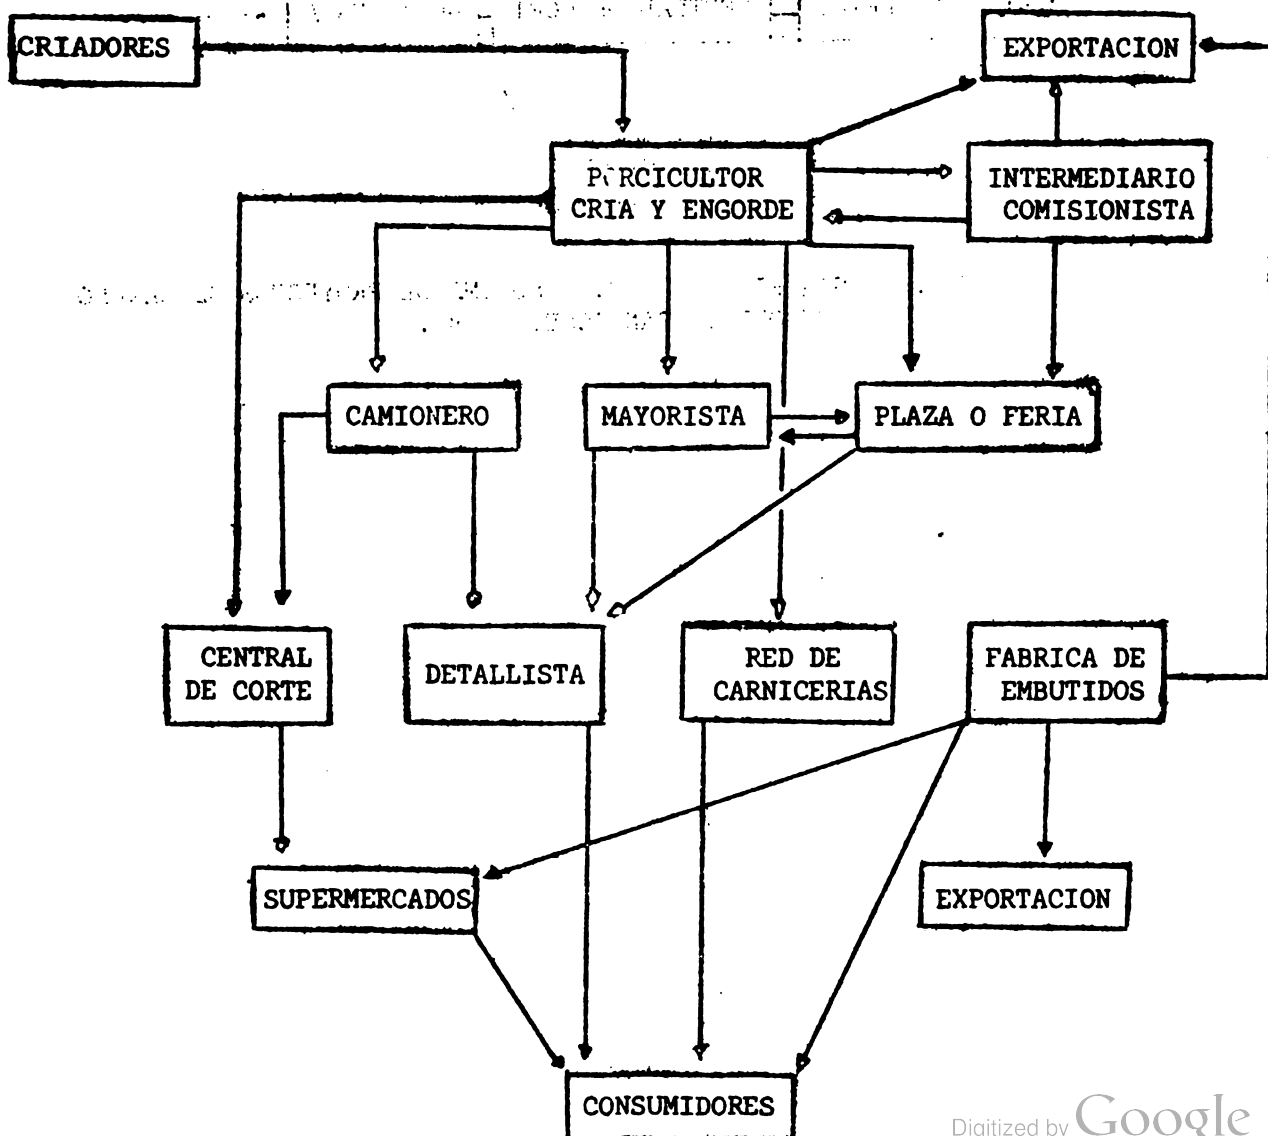 CRIADORES
EXPORTACION
PORCICULTOR
CRIA Y ENGORDE
INTERMEDIARIO
COMISIONISTA
CAMIONERO
MAYORISTA
PLAZA O FERIA
CENTRAL
DE CORTE
DETALLISTA
RED DE
CARNICERIAS
FABRICA DE
EMBUTIDOS
SUPERMERCADOS
EXPORTACION
CONSUMIDORES
Digitized by Google